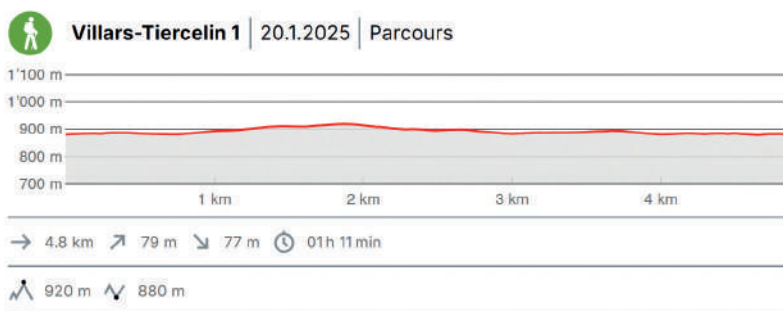 Villars-Tiercelin 1 | 20.1.2025 | Parcours
1'100 m
1'000 m
900 m
800 m
700 m
1 km 2 km 3 km 4 km
4.8 km 79 m 77 m 01 h 11 min
920 m 880 m